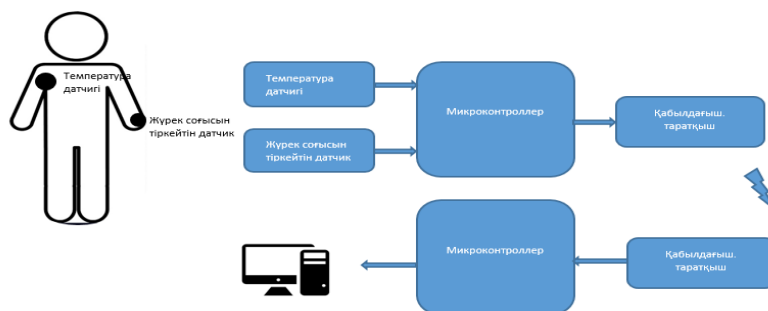 Температура
датчигі
Жүрек соғысын
тіркейтін датчик
Температура
датчигі
Жүрек соғысын
тіркейтін датчик
Микроконтроллер
Қабылдағыш.
таратқыш
Микроконтроллер
Қабылдағыш.
таратқыш